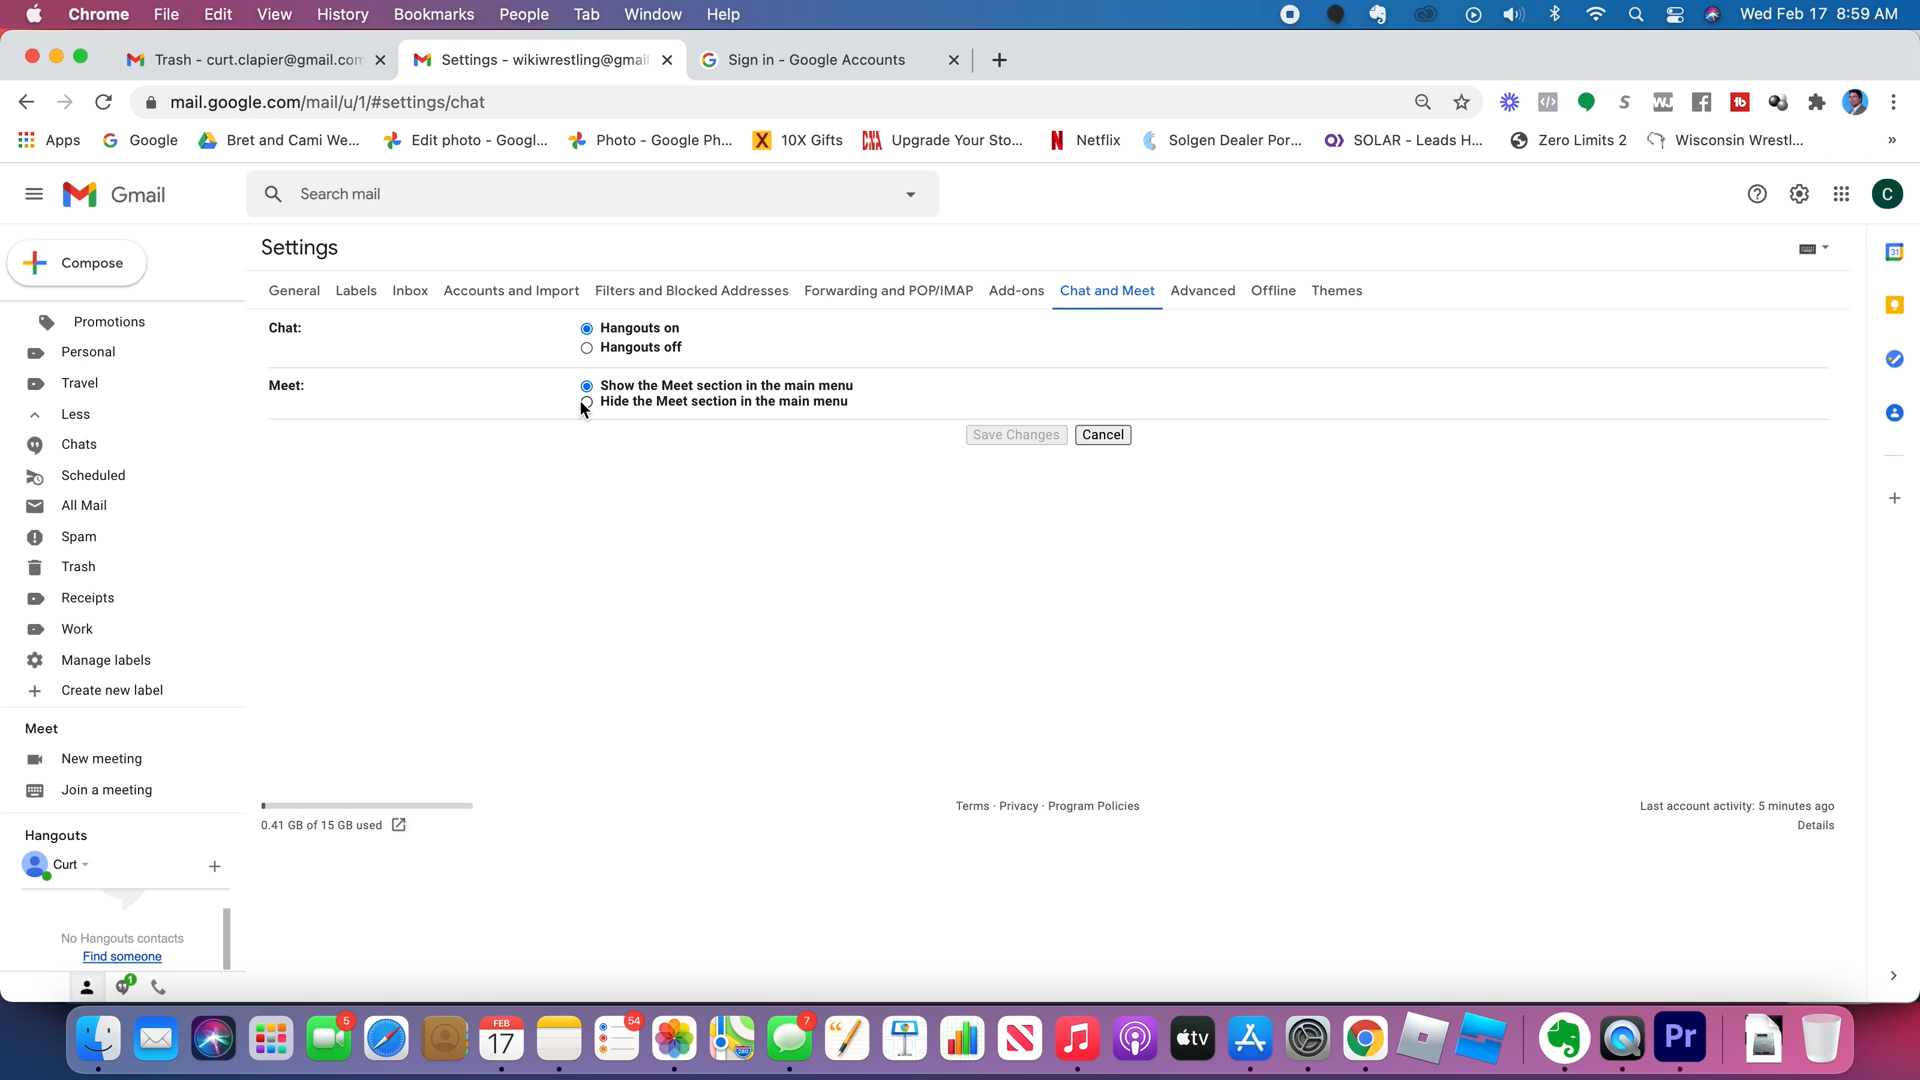 Chrome File Edit View History Bookmarks People Tab Window Help Wed Feb 17 8:59 AM
Trash - curt.clapier@gmail.com Settings - wikiwrestling@gmail Sign in - Google Accounts
mail.google.com/mail/u/1/#settings/chat
Apps Google Bret and Cami We... Edit photo - Googl... Photo - Google Ph... 10X Gifts Upgrade Your Sto... Netflix Solgen Dealer Por... SOLAR - Leads H... Zero Limits 2 Wisconsin Wrestl... »
Gmail Search mail C
Settings
Compose
General Labels Inbox Accounts and Import Filters and Blocked Addresses Forwarding and POP/IMAP Add-ons Chat and Meet Advanced Offline Themes
Chat: Hangouts on
Hangouts off
Meet: Show the Meet section in the main menu
Hide the Meet section in the main menu
Save Changes Cancel
Promotions
Personal
Travel
Less
Chats
Scheduled
All Mail
Spam
Trash
Receipts
Work
Manage labels
Create new label
Meet
New meeting
Join a meeting
Hangouts
Curt
No Hangouts contacts
Find someone
1
0.41 GB of 15 GB used
Terms · Privacy · Program Policies
Last account activity: 5 minutes ago
Details
31
5 FEB 17 54 7 tv Pr